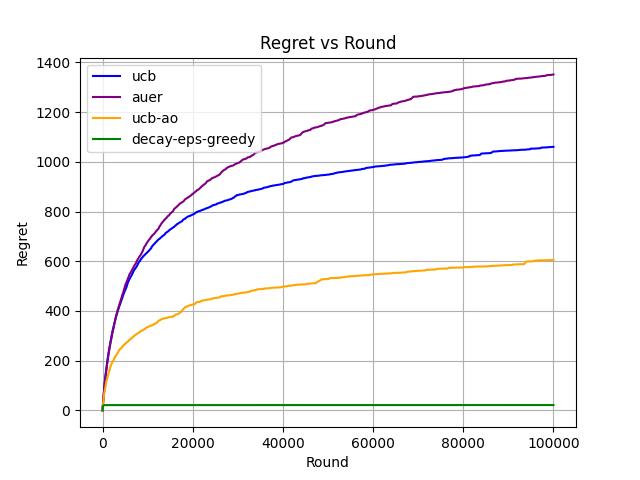 Regret vs Round
1400
1200
1000
800
600
400
200
0
Regret
ucb
auer
ucb-ao
decay-eps-greedy
0
20000
40000
60000
80000
100000
Round